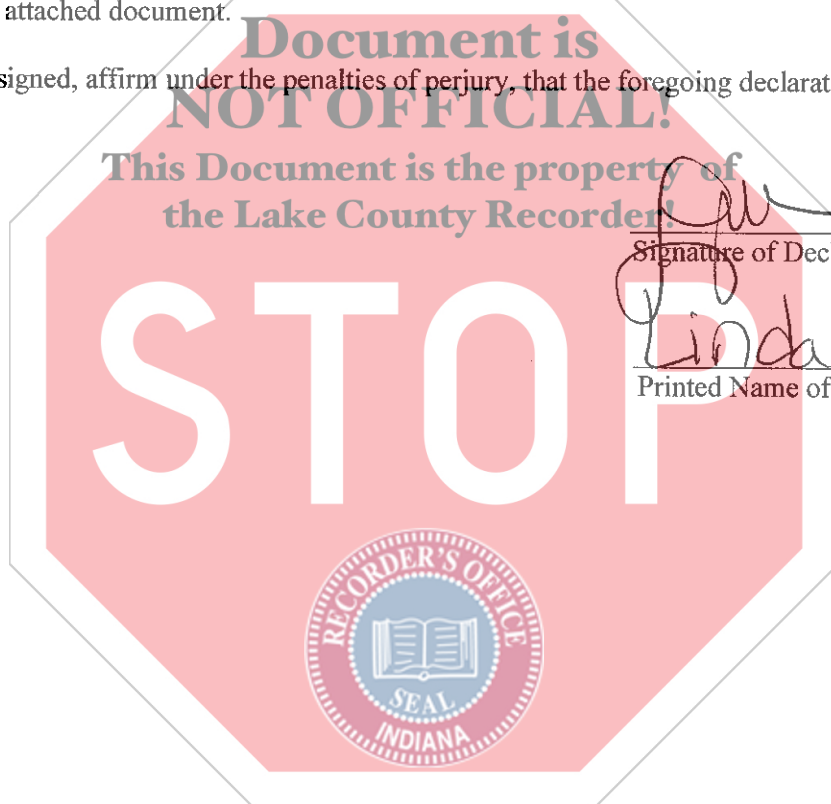 attached document.
Document is
signed, affirm under the penalties of perjury, that the foregoing declarat
NOT OFFICIAL!
This Document is the property of
the Lake County Recorder!
Signature of Dec
Linda
Printed Name of
STOP
RECORDER'S OFFICE
SEAL
INDIANA